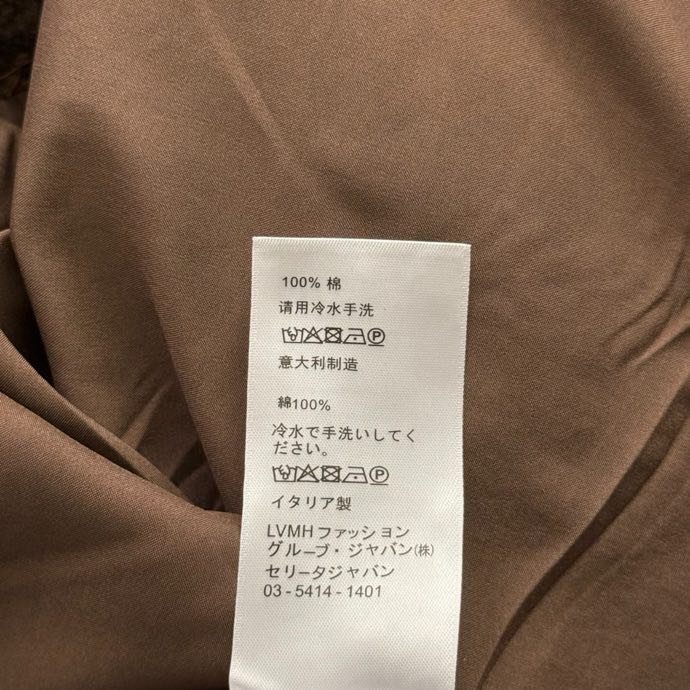 100% 棉
请用冷水手洗
意大利制造
綿100%
冷水で手洗いしてく
ださい。
イタリア製
LVMHファッション
グループ・ジャパン(株)
セリータジャパン
03 - 5414 - 1401